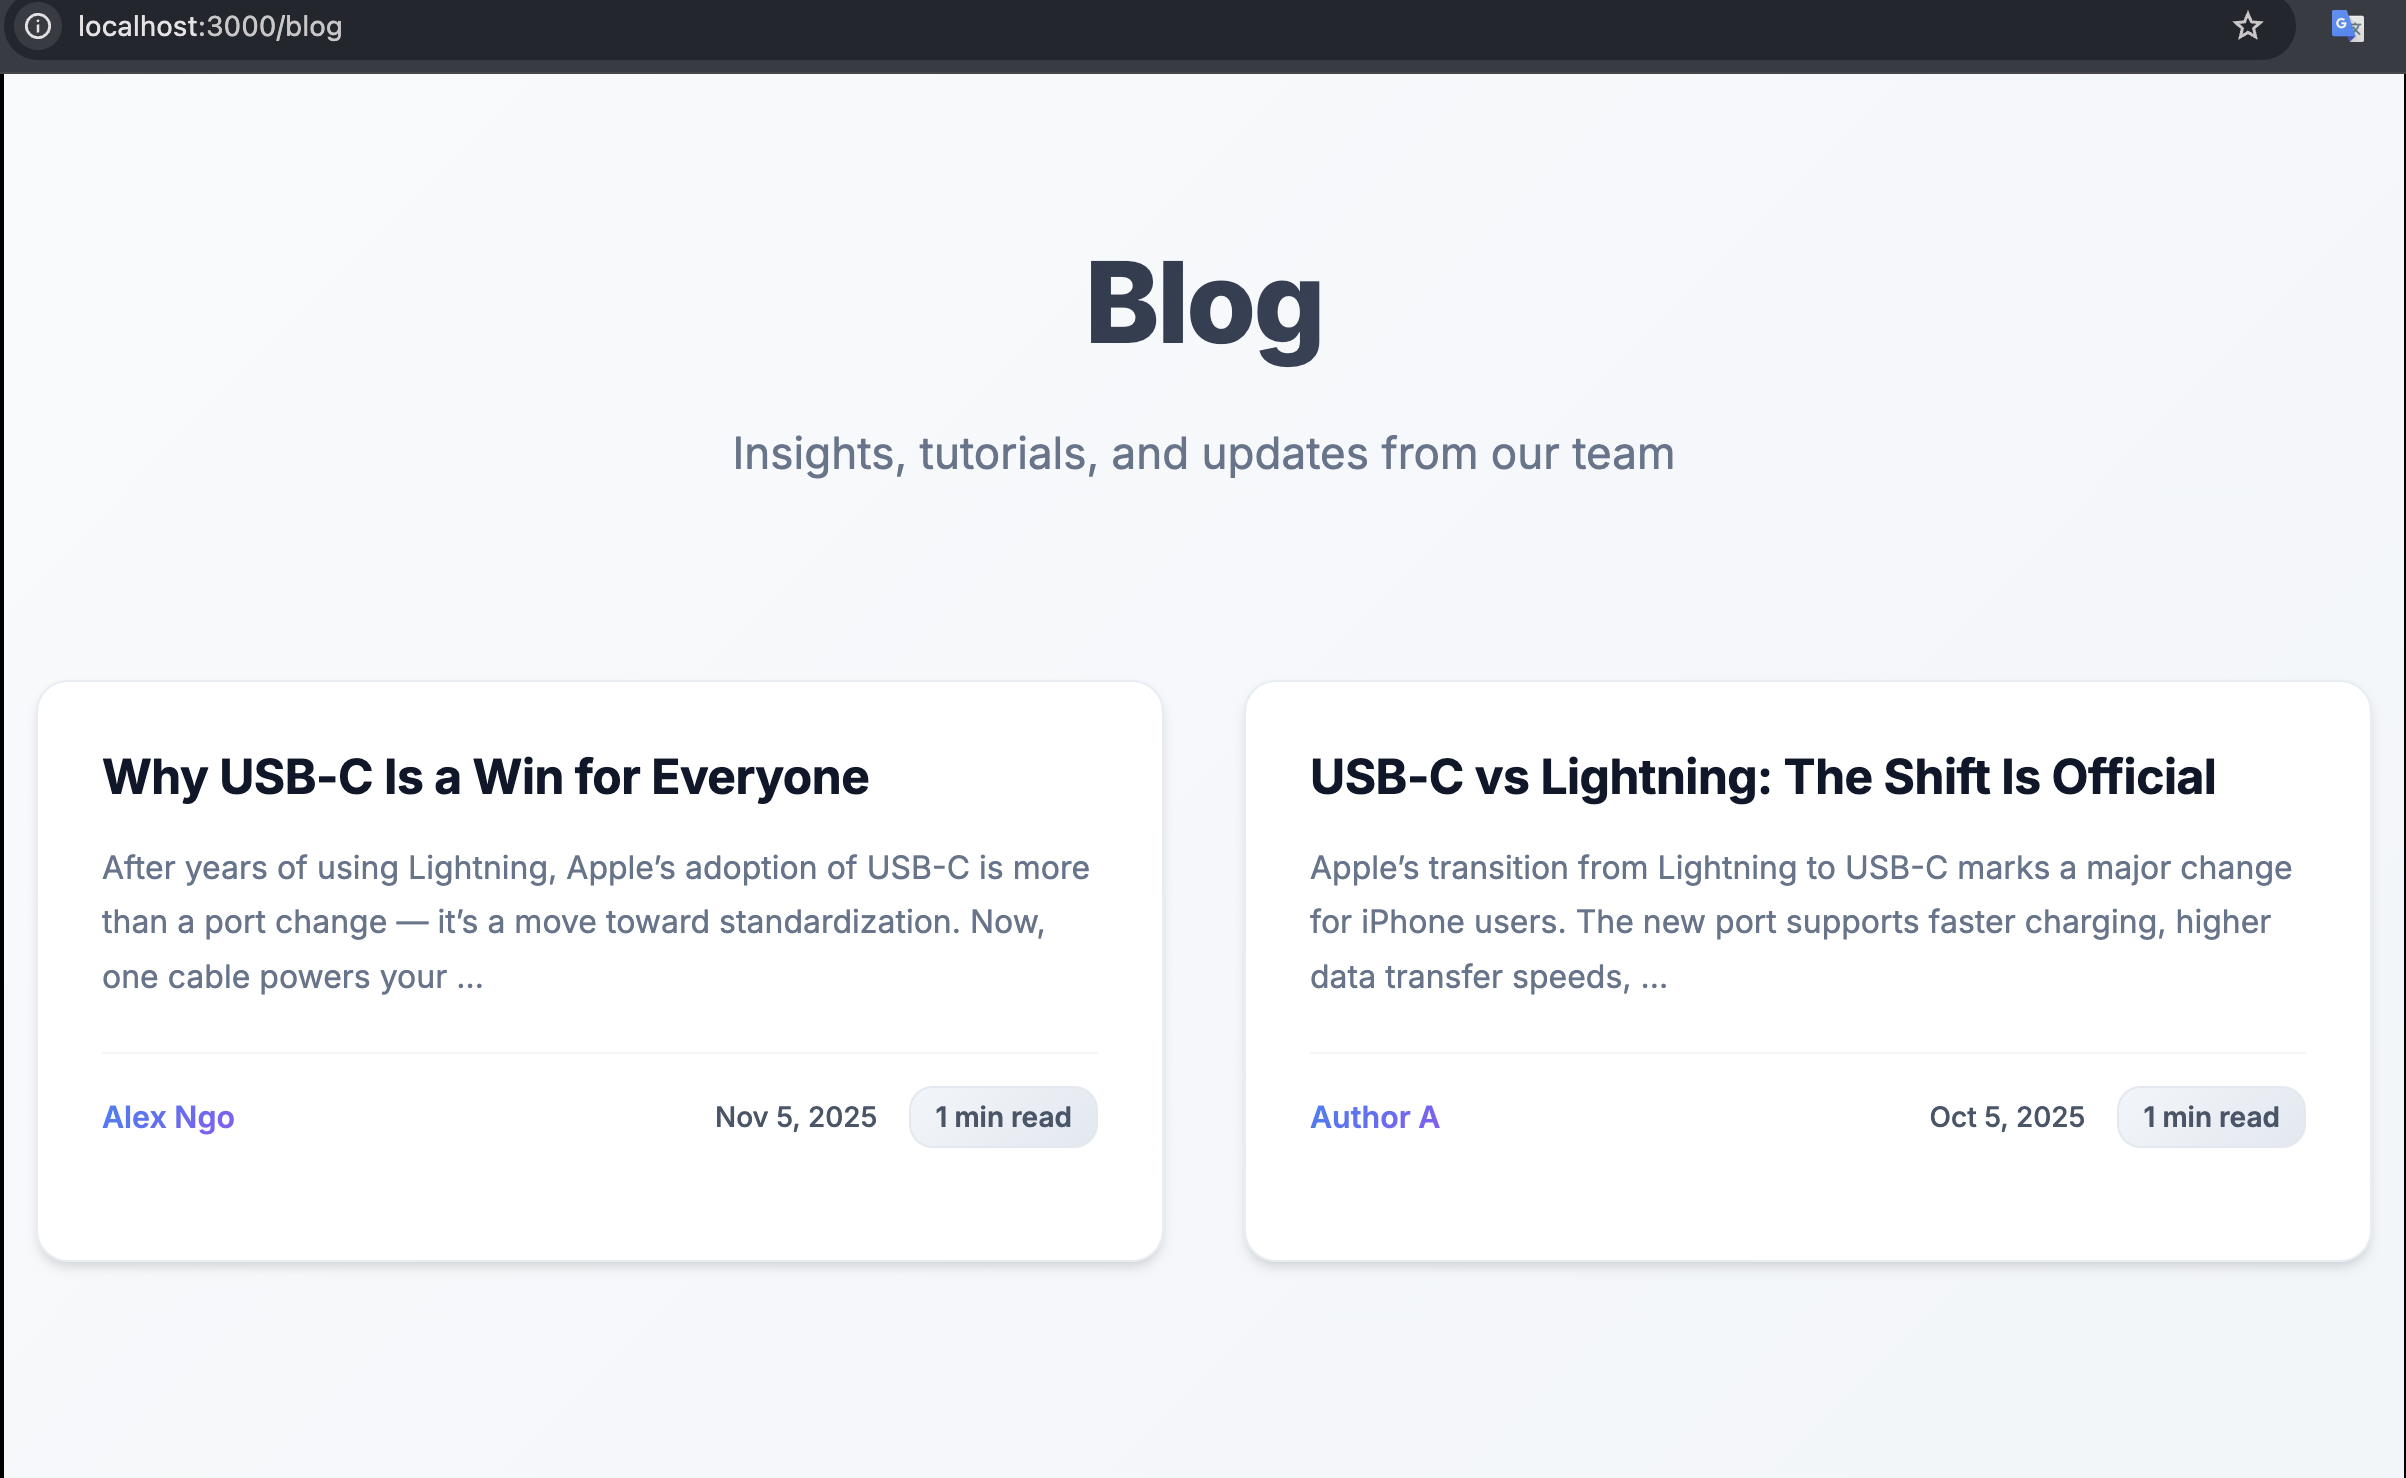 localhost:3000/blog
Blog
Insights, tutorials, and updates from our team
Why USB-C Is a Win for Everyone
After years of using Lightning, Apple’s adoption of USB-C is more
than a port change — it’s a move toward standardization. Now,
one cable powers your ...
Alex Ngo
Nov 5, 2025
1 min read
USB-C vs Lightning: The Shift Is Official
Apple’s transition from Lightning to USB-C marks a major change
for iPhone users. The new port supports faster charging, higher
data transfer speeds, ...
Author A
Oct 5, 2025
1 min read